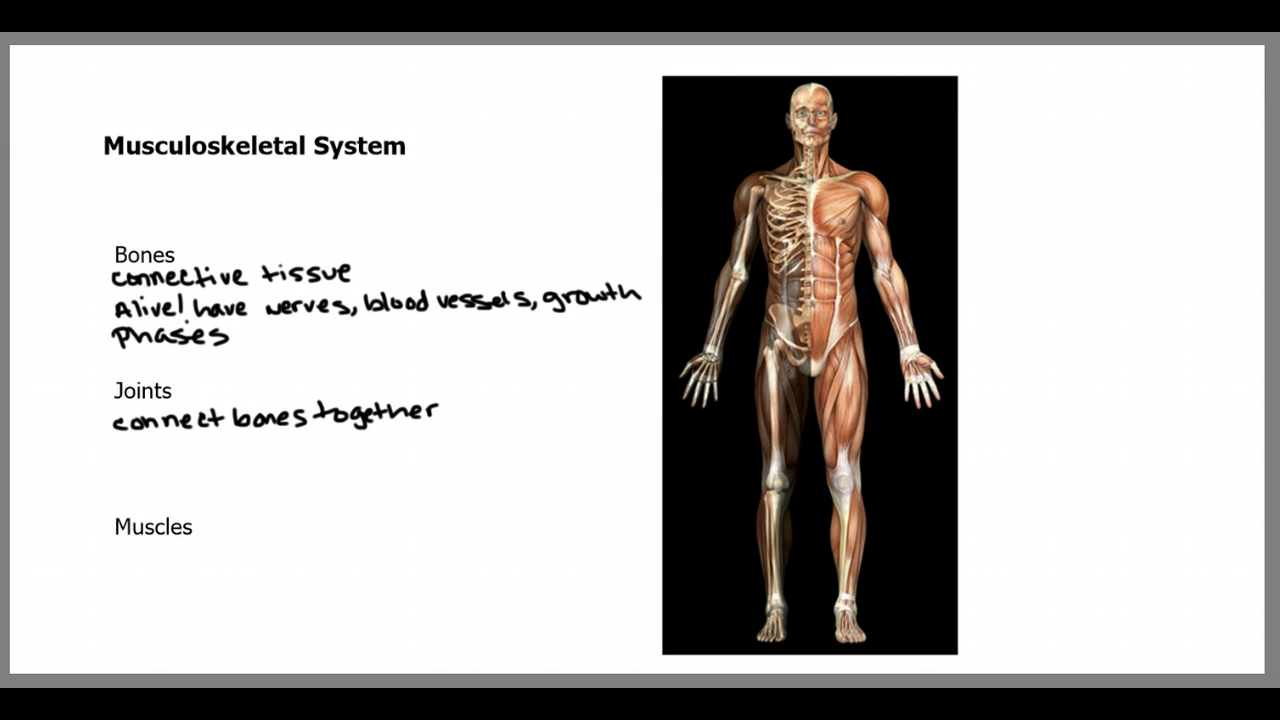 Musculoskeletal System
Bones
connective tissue
Alive! have nerves, blood vessels, growth
phases
Joints
connect bones together
Muscles